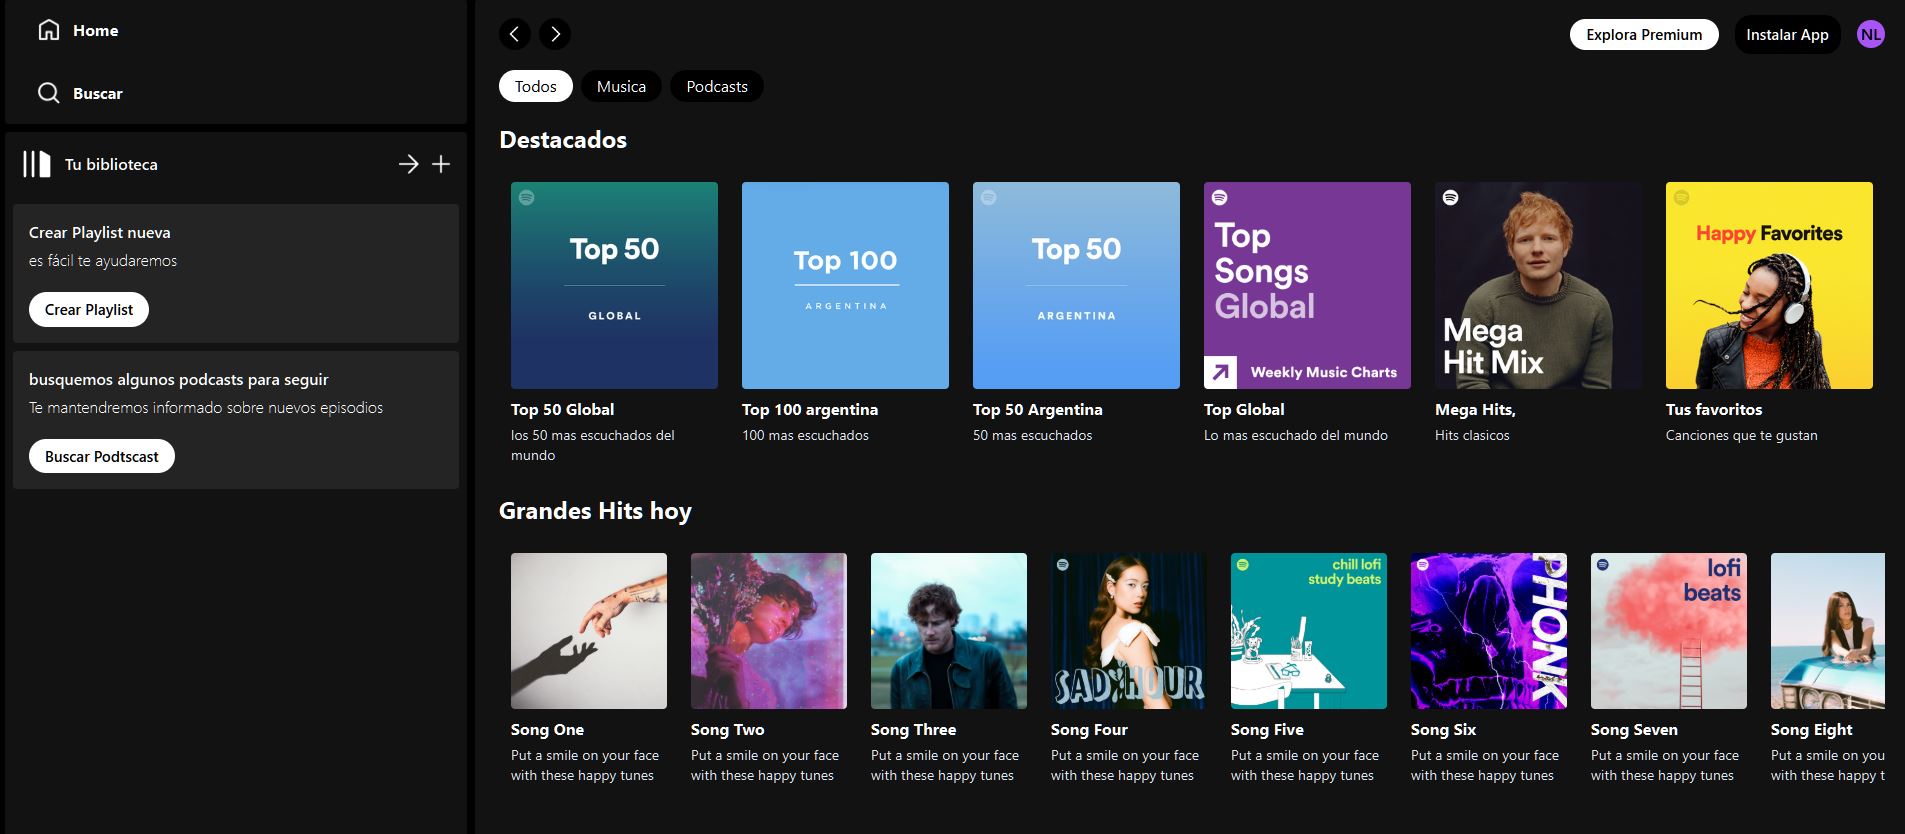 Home
Buscar
Tu biblioteca
Crear Playlist nueva
es fácil te ayudaremos
Crear Playlist
busquemos algunos podcasts para seguir
Te mantendremos informado sobre nuevos episodios
Buscar Podtscast
Explora Premium
Instalar App
NL
Todos
Musica
Podcasts
Destacados
Top 50
GLOBAL
Top 50 Global
los 50 mas escuchados del
mundo
Top 100
ARGENTINA
Top 100 argentina
100 mas escuchados
Top 50
ARGENTINA
Top 50 Argentina
50 mas escuchados
Top
Songs
Global
Weekly Music Charts
Top Global
Lo mas escuchado del mundo
Mega
Hit Mix
Mega Hits,
Hits clasicos
Happy Favorites
Tus favoritos
Canciones que te gustan
Grandes Hits hoy
Song One
Put a smile on your face
with these happy tunes
Song Two
Put a smile on your face
with these happy tunes
Song Three
Put a smile on your face
with these happy tunes
SAD HOUR
Song Four
Put a smile on your face
with these happy tunes
chill lofi
study beats
Song Five
Put a smile on your face
with these happy tunes
PHONK
Song Six
Put a smile on your face
with these happy tunes
lofi
beats
Song Seven
Put a smile on your face
with these happy tunes
Song Eight
Put a smile on you
with these happy t